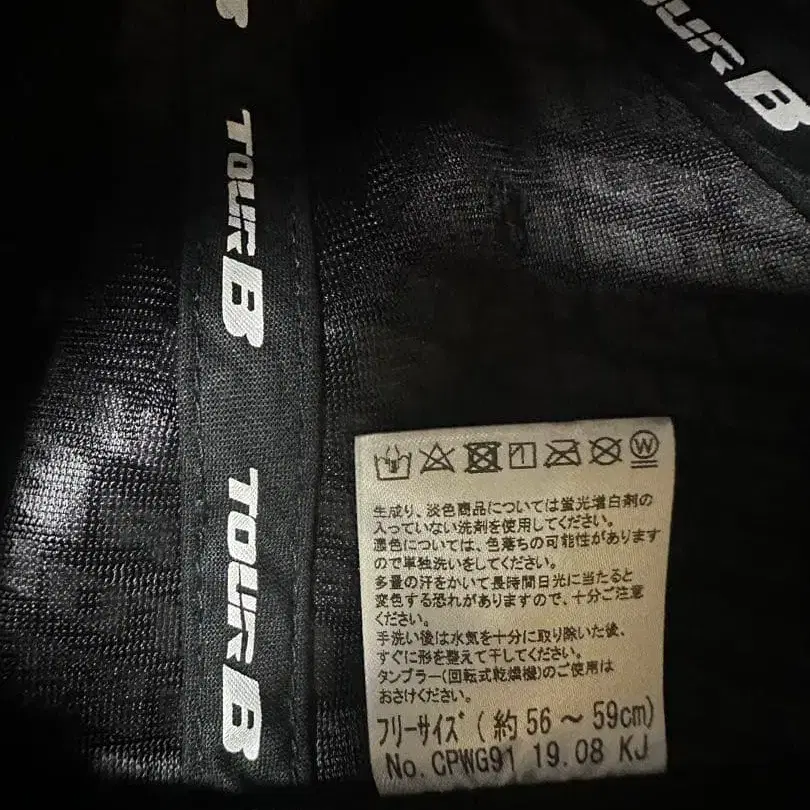 TOUR B
TOUR B
OUR B
B
W
生成り、淡色商品については蛍光増白剤の
入っていない洗剤を使用してください。
濃色については、色落ちの可能性があります
ので単独洗いをしてください。
多量の汗をかいて長時間日光に当たると
変色する恐れがありますので、十分ご注意
ください。
手洗い後は水気を十分に取り除いた後、
すぐに形を整えて干してください。
タンブラー(回転式乾燥機)のご使用は
おさけください。
フリーサイズ(約56～59cm)
No.CPWG91 19.08 KJ